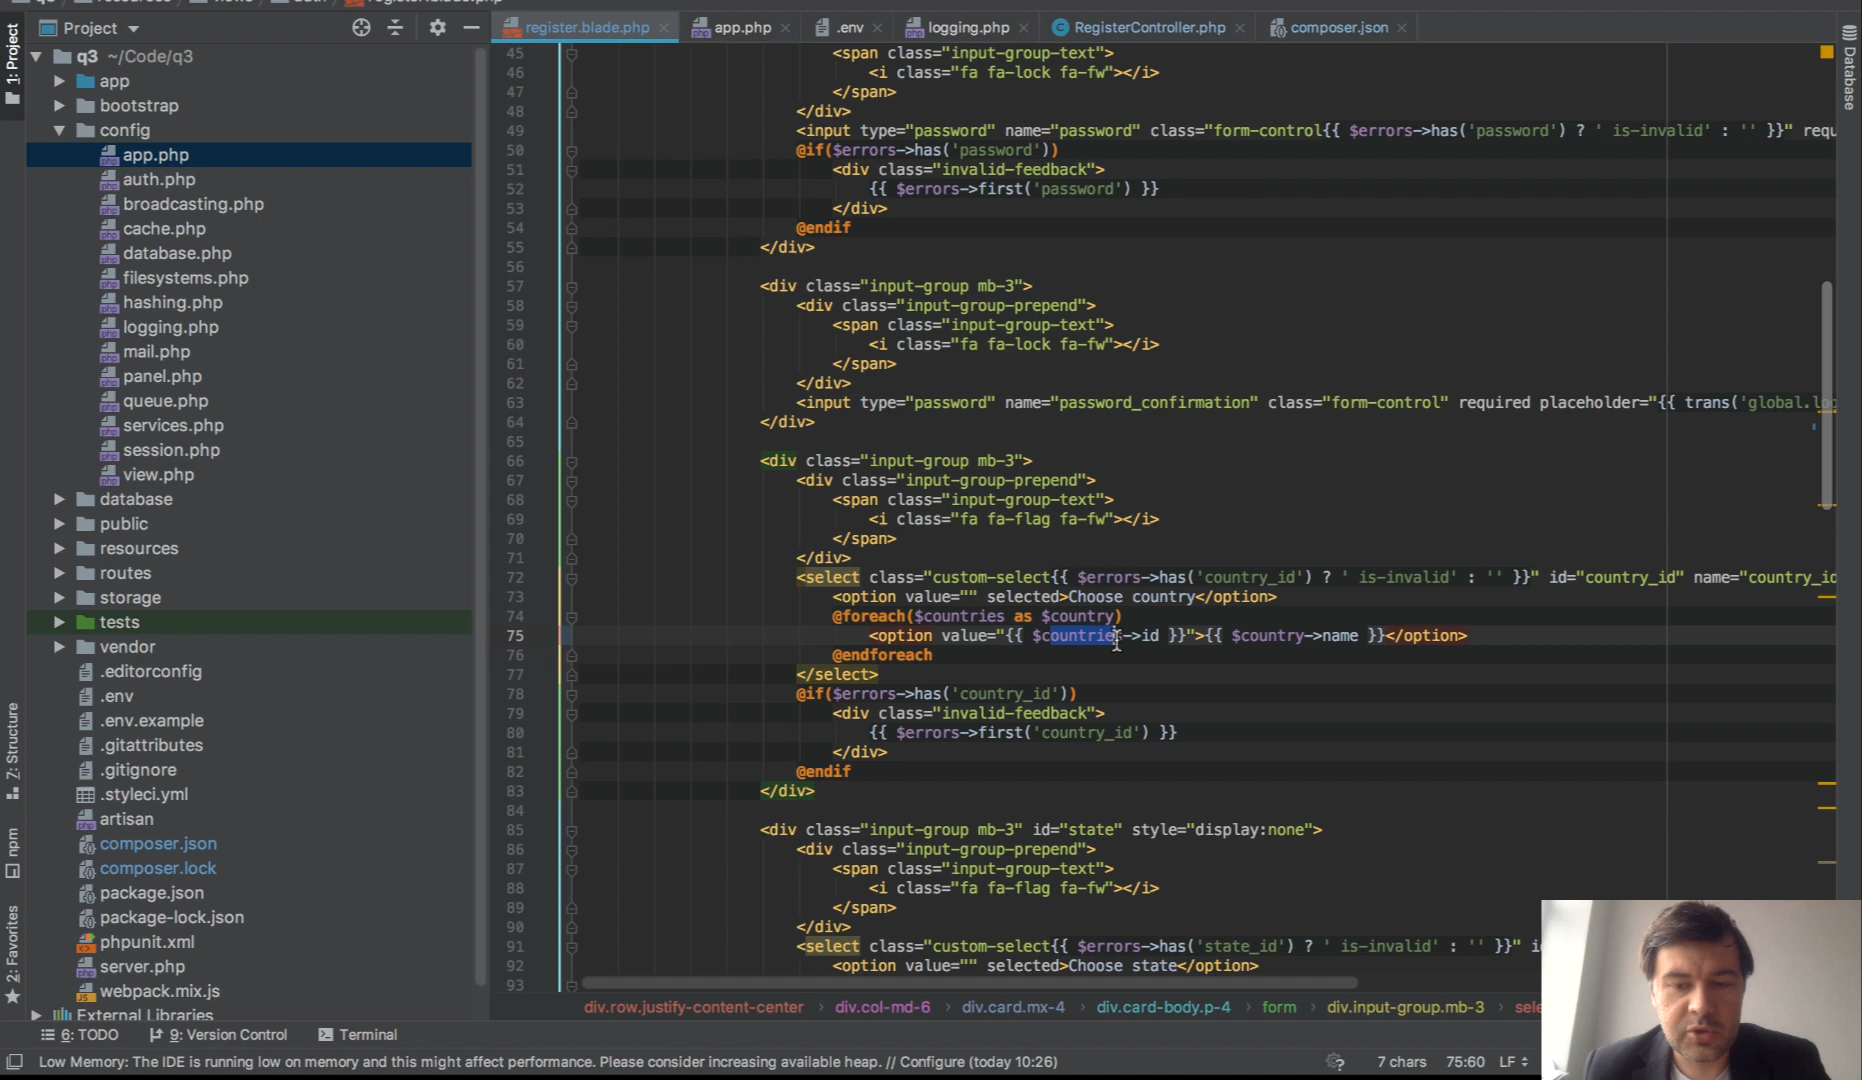 Project
q3 ~/Code/q3
app
bootstrap
config
app.php
auth.php
broadcasting.php
cache.php
database.php
filesystems.php
hashing.php
logging.php
mail.php
panel.php
queue.php
services.php
session.php
view.php
database
public
resources
routes
storage
tests
vendor
.editorconfig
.env
.env.example
.gitattributes
.gitignore
.styleci.yml
artisan
composer.json
composer.lock
package.json
package-lock.json
phpunit.xml
server.php
webpack.mix.js
External Libraries
1: Project
7: Structure
npm
2: Favorites
register.blade.php app.php .env logging.php RegisterController.php composer.json
Database
45 <span class="input-group-text">
46 <i class="fa fa-lock fa-fw"></i>
47 </span>
48 </div>
49 <input type="password" name="password" class="form-control{{ $errors->has('password') ? ' is-invalid' : '' }}" requ
50 @if($errors->has('password'))
51 <div class="invalid-feedback">
52 {{ $errors->first('password') }}
53 </div>
54 @endif
55 </div>
56
57 <div class="input-group mb-3">
58 <div class="input-group-prepend">
59 <span class="input-group-text">
60 <i class="fa fa-lock fa-fw"></i>
61 </span>
62 </div>
63 <input type="password" name="password_confirmation" class="form-control" required placeholder="{{ trans('global.lo
64 </div>
65
66 <div class="input-group mb-3">
67 <div class="input-group-prepend">
68 <span class="input-group-text">
69 <i class="fa fa-flag fa-fw"></i>
70 </span>
71 </div>
72 <select class="custom-select{{ $errors->has('country_id') ? ' is-invalid' : '' }}" id="country_id" name="country_id
73 <option value="" selected>Choose country</option>
74 @foreach($countries as $country)
75 <option value="{{ $countries->id }}">{{ $country->name }}</option>
76 @endforeach
77 </select>
78 @if($errors->has('country_id'))
79 <div class="invalid-feedback">
80 {{ $errors->first('country_id') }}
81 </div>
82 @endif
83 </div>
84
85 <div class="input-group mb-3" id="state" style="display:none">
86 <div class="input-group-prepend">
87 <span class="input-group-text">
88 <i class="fa fa-flag fa-fw"></i>
89 </span>
90 </div>
91 <select class="custom-select{{ $errors->has('state_id') ? ' is-invalid' : '' }}" i
92 <option value="" selected>Choose state</option>
93
div.row.justify-content-center › div.col-md-6 › div.card.mx-4 › div.card-body.p-4 › form › div.input-group.mb-3 › sele
6: TODO 9: Version Control Terminal
Low Memory: The IDE is running low on memory and this might affect performance. Please consider increasing available heap. // Configure (today 10:26) 7 chars 75:60 LF